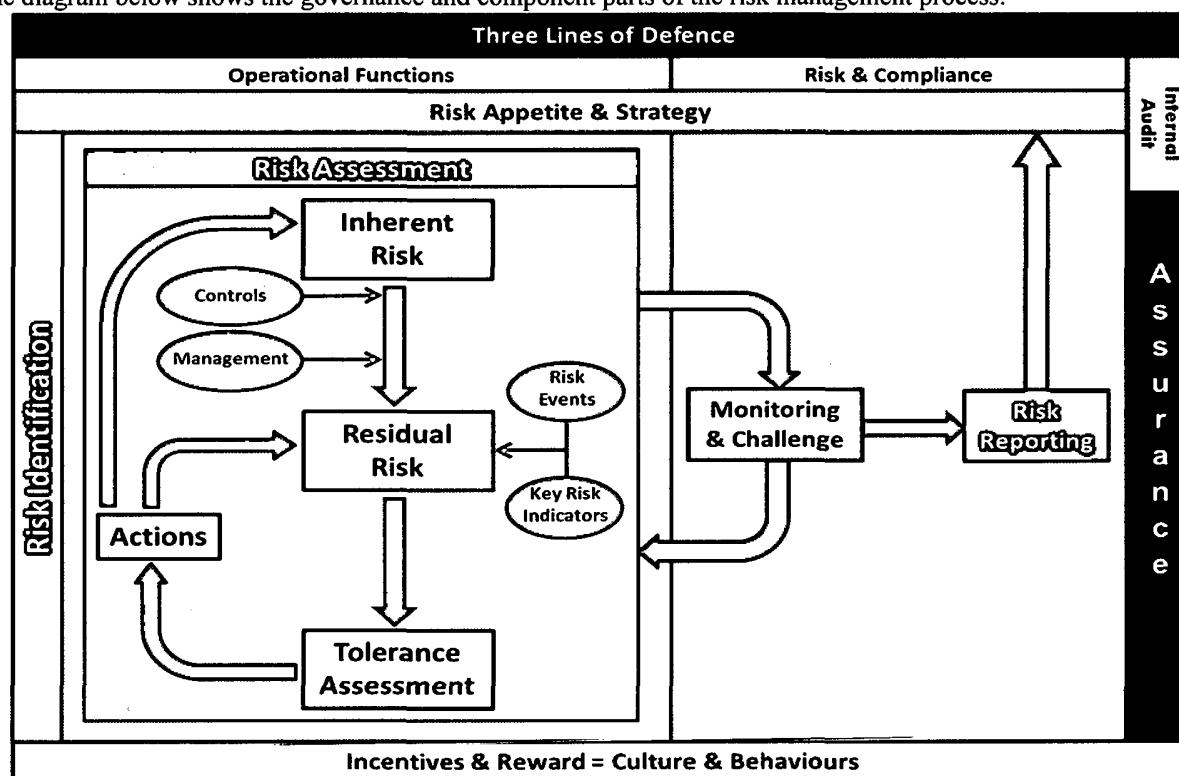 e diagram below shows the governance and component parts of the risk management process.
Three Lines of Defence
Operational Functions
Risk & Compliance
Internal
Audit
Risk Appetite & Strategy
Risk Identification
Risk Assessment
Inherent
Risk
Controls
Management
Risk
Events
Residual
Risk
Key Risk
Indicators
Actions
Tolerance
Assessment
Monitoring
& Challenge
Risk
Reporting
Assurance
Incentives & Reward = Culture & Behaviours